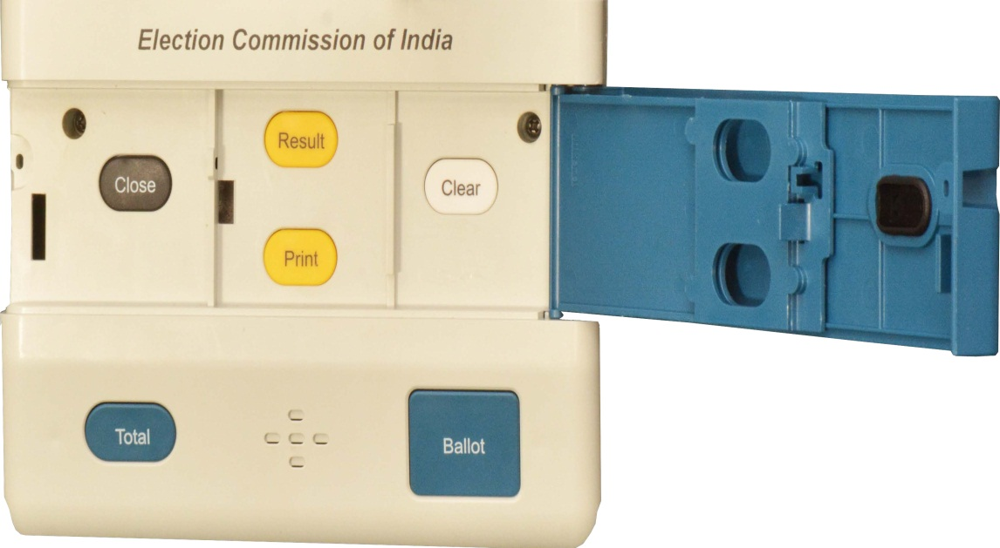 Election Commission of India
Result
Close
Clear
Print
Total
Ballot